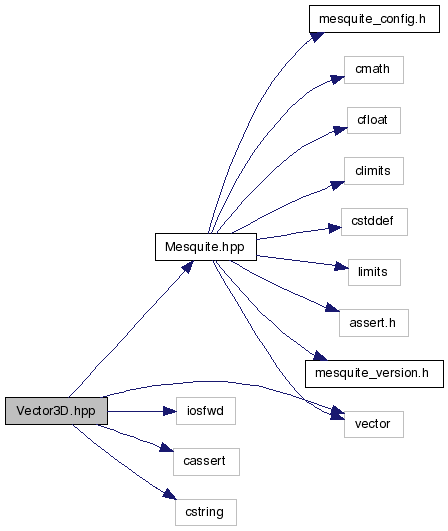 mesquite_config.h
cmath
cfloat
climits
Mesquite.hpp
cstddef
limits
assert.h
mesquite_version.h
Vector3D.hpp
iosfwd
vector
cassert
cstring